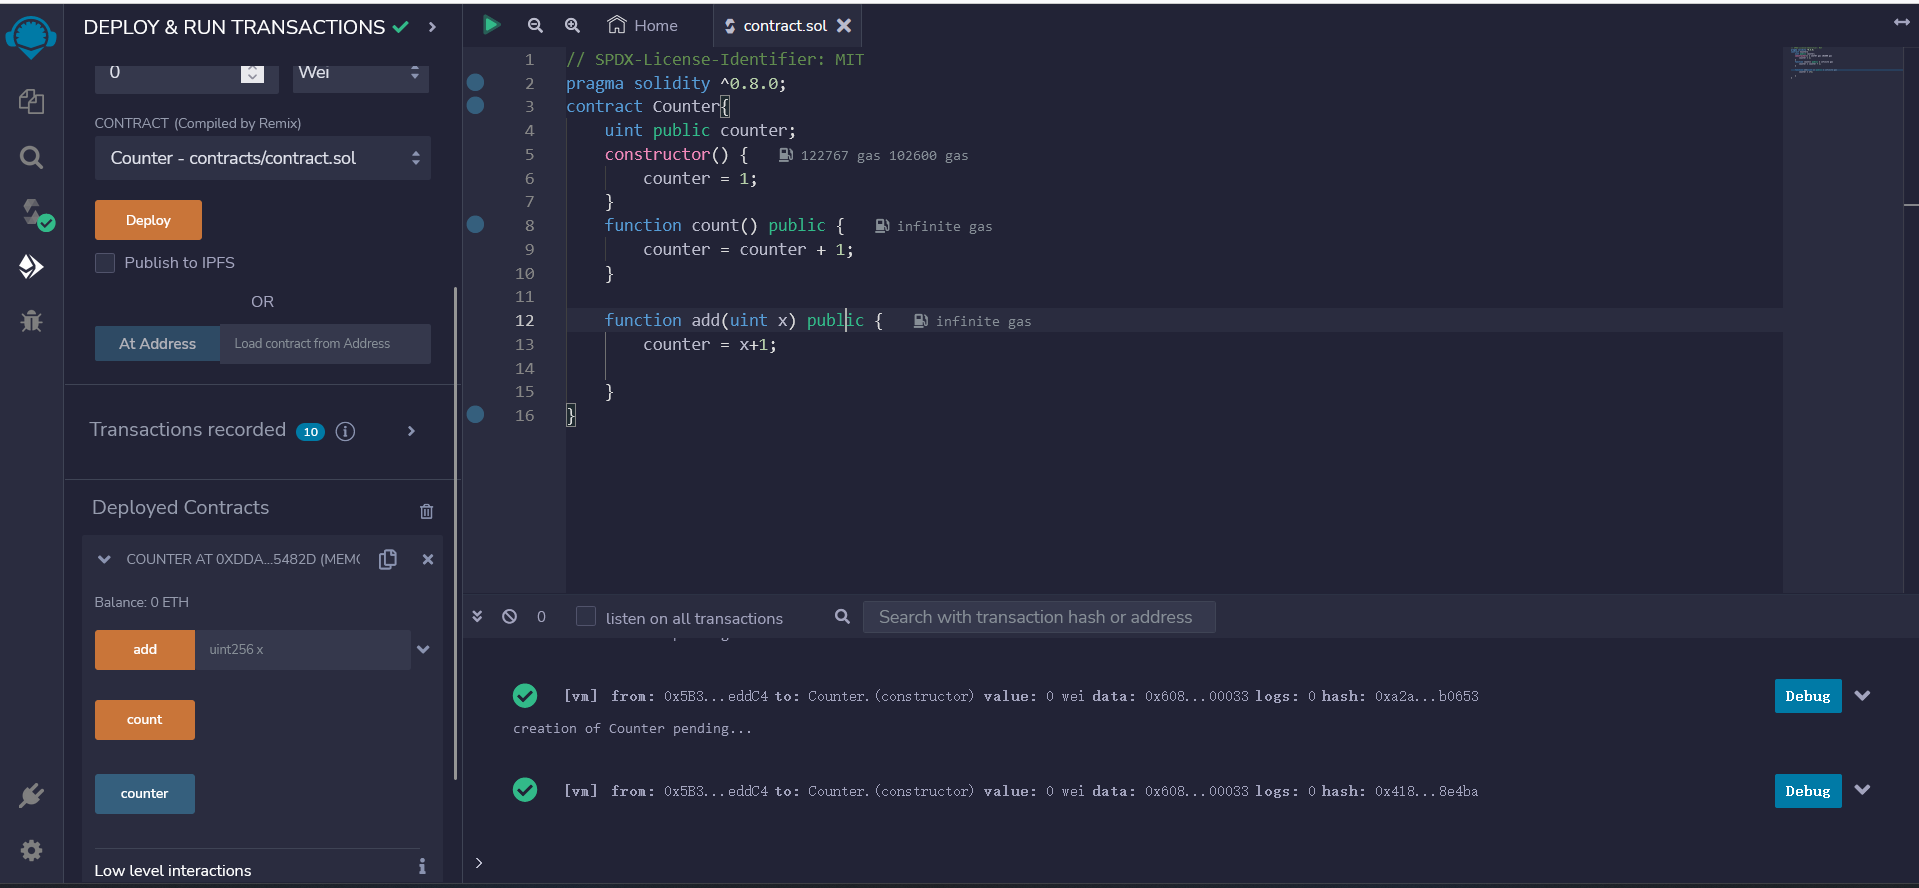 DEPLOY & RUN TRANSACTIONS
0
Wei
CONTRACT (Compiled by Remix)
Counter - contracts/contract.sol
Deploy
Publish to IPFS
OR
At Address
Load contract from Address
Transactions recorded 10
Deployed Contracts
COUNTER AT 0XDDA...5482D
Balance: 0 ETH
add
uint256 x
count
counter
Low level interactions
Home
contract.sol
1 // SPDX-License-Identifier: MIT
2 pragma solidity ^0.8.0;
3 contract Counter{
4 uint public counter;
5 constructor() { 122767 gas 102600 gas
6 counter = 1;
7 }
8 function count() public { infinite gas
9 counter = counter + 1;
10 }
11
12 function add(uint x) public { infinite gas
13 counter = x+1;
14
15 }
16 }
0
listen on all transactions
Search with transaction hash or address
[vm] from: 0x5B3...eddC4 to: Counter.(constructor) value: 0 wei data: 0x608...00033 logs: 0 hash: 0xa2a...b0653
Debug
creation of Counter pending...
[vm] from: 0x5B3...eddC4 to: Counter.(constructor) value: 0 wei data: 0x608...00033 logs: 0 hash: 0x418...8e4ba
Debug
>